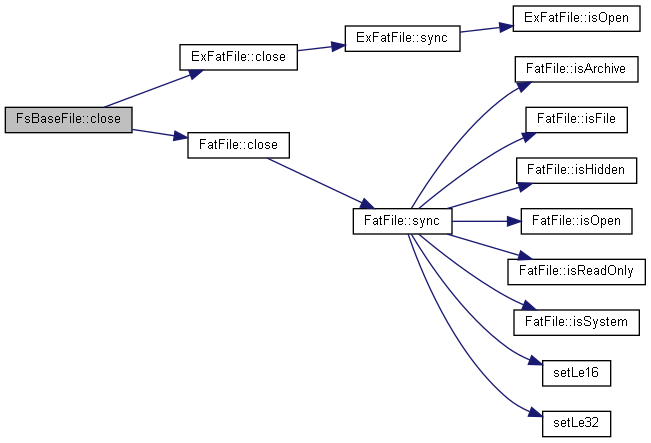 ExFatFile::isOpen
ExFatFile::sync
ExFatFile::close
FatFile::isArchive
FsBaseFile::close
FatFile::isFile
FatFile::close
FatFile::isHidden
FatFile::sync
FatFile::isOpen
FatFile::isReadOnly
FatFile::isSystem
setLe16
setLe32